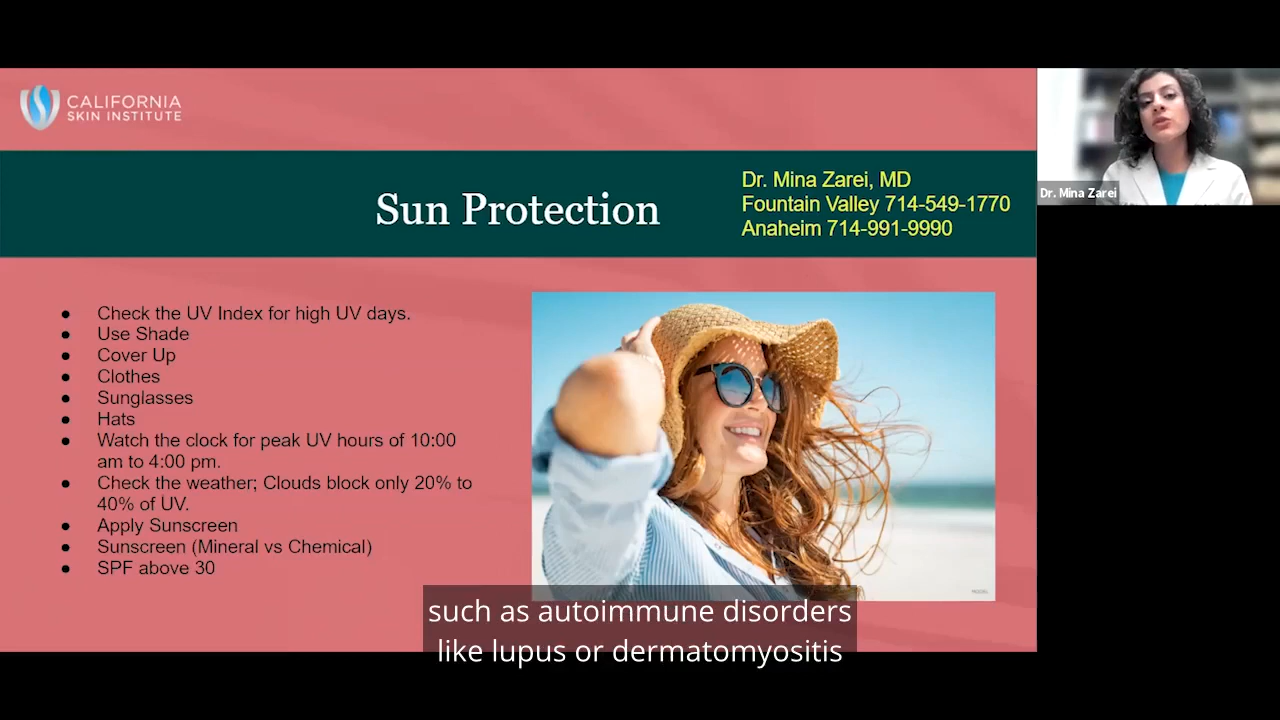 CALIFORNIA
SKIN INSTITUTE
Sun Protection
Dr. Mina Zarei, MD
Fountain Valley 714-549-1770
Anaheim 714-991-9990
Dr. Mina Zarei
● Check the UV Index for high UV days.
● Use Shade
● Cover Up
● Clothes
● Sunglasses
● Hats
● Watch the clock for peak UV hours of 10:00
am to 4:00 pm.
● Check the weather; Clouds block only 20% to
40% of UV.
● Apply Sunscreen
● Sunscreen (Mineral vs Chemical)
● SPF above 30
such as autoimmune disorders
like lupus or dermatomyositis